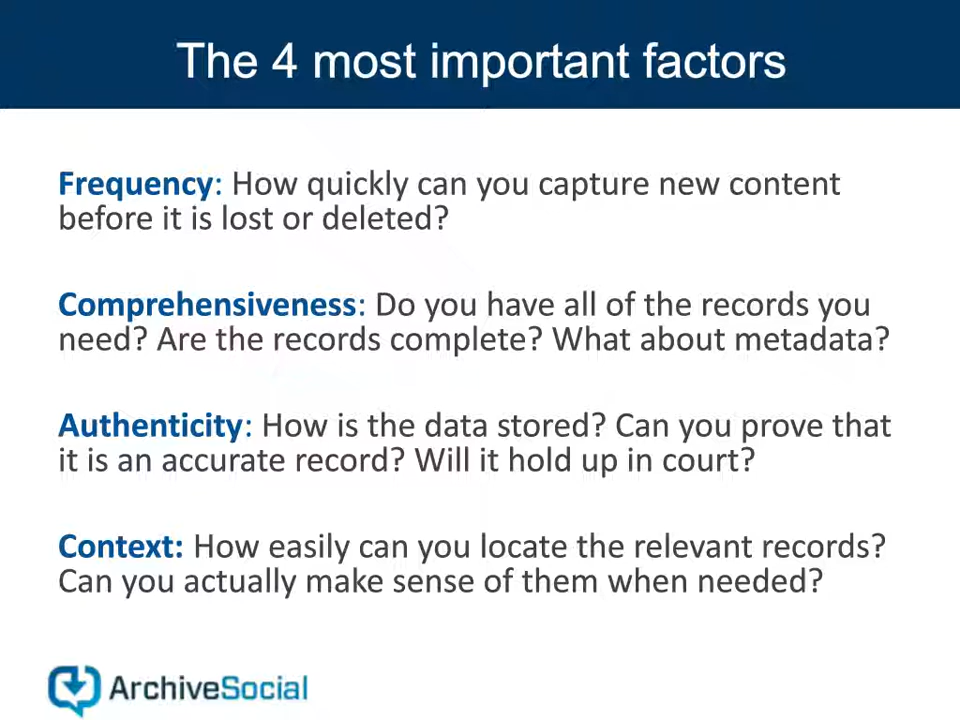 The 4 most important factors
Frequency: How quickly can you capture new content
before it is lost or deleted?
Comprehensiveness: Do you have all of the records you
need? Are the records complete? What about metadata?
Authenticity: How is the data stored? Can you prove that
it is an accurate record? Will it hold up in court?
Context: How easily can you locate the relevant records?
Can you actually make sense of them when needed?
ArchiveSocial